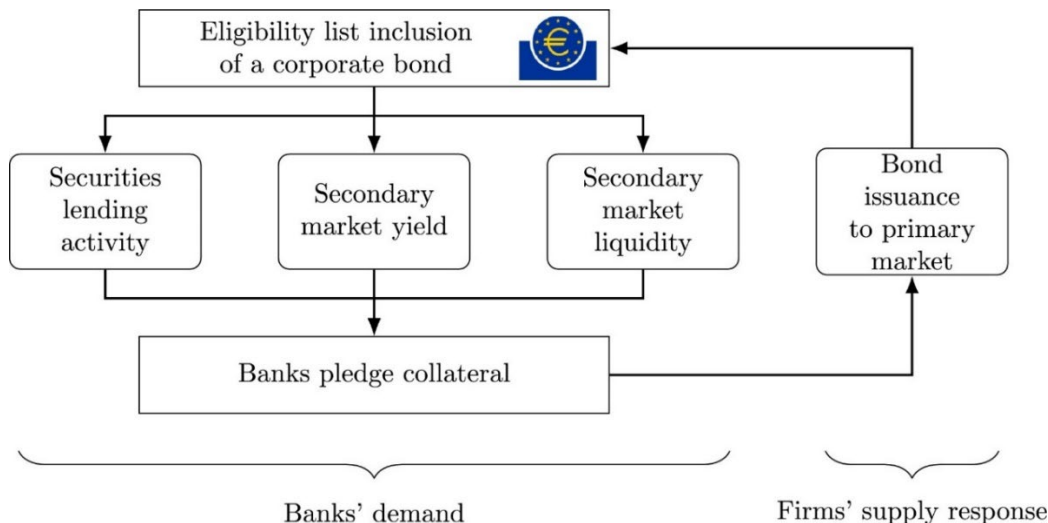 Eligibility list inclusion
of a corporate bond
€
Securities
lending
activity
Secondary
market yield
Secondary
market
liquidity
Bond
issuance
to primary
market
Banks pledge collateral
Banks’ demand
Firms’ supply response